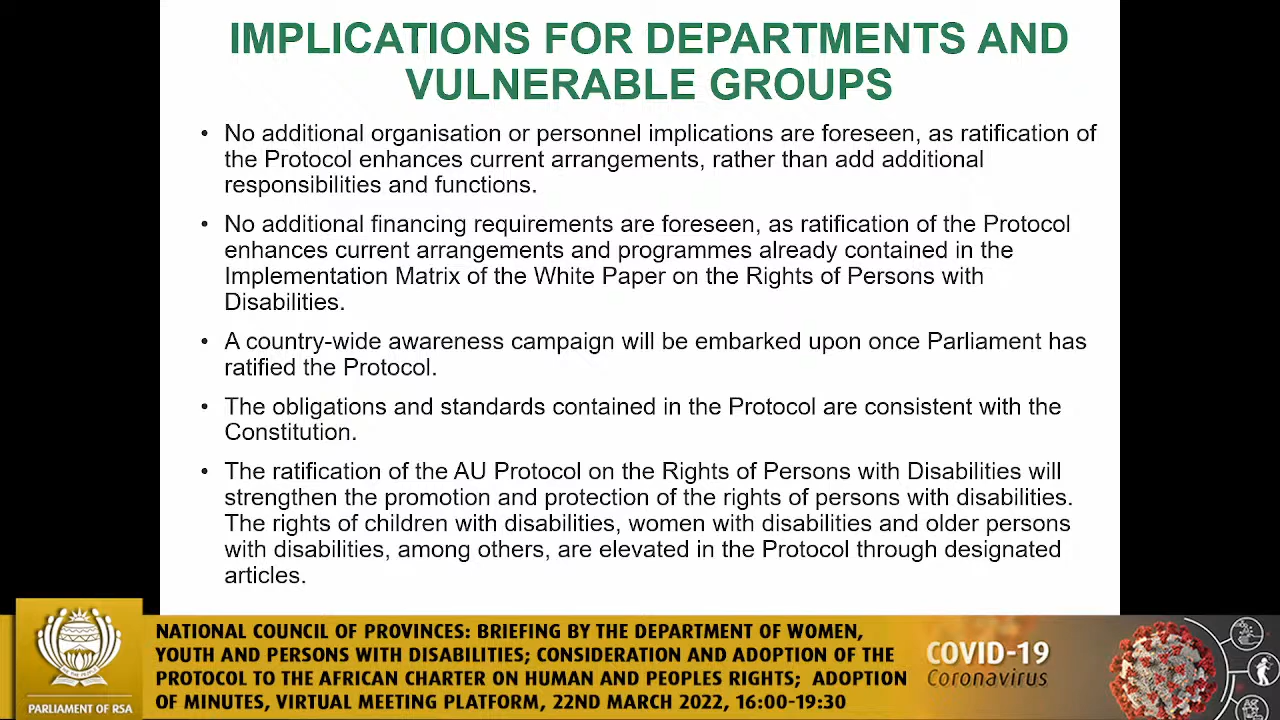 IMPLICATIONS FOR DEPARTMENTS AND
VULNERABLE GROUPS
• No additional organisation or personnel implications are foreseen, as ratification of
the Protocol enhances current arrangements, rather than add additional
responsibilities and functions.
• No additional financing requirements are foreseen, as ratification of the Protocol
enhances current arrangements and programmes already contained in the
Implementation Matrix of the White Paper on the Rights of Persons with
Disabilities.
• A country-wide awareness campaign will be embarked upon once Parliament has
ratified the Protocol.
• The obligations and standards contained in the Protocol are consistent with the
Constitution.
• The ratification of the AU Protocol on the Rights of Persons with Disabilities will
strengthen the promotion and protection of the rights of persons with disabilities.
The rights of children with disabilities, women with disabilities and older persons
with disabilities, among others, are elevated in the Protocol through designated
articles.
NATIONAL COUNCIL OF PROVINCES: BRIEFING BY THE DEPARTMENT OF WOMEN,
YOUTH AND PERSONS WITH DISABILITIES; CONSIDERATION AND ADOPTION OF THE
PROTOCOL TO THE AFRICAN CHARTER ON HUMAN AND PEOPLES RIGHTS; ADOPTION
OF MINUTES, VIRTUAL MEETING PLATFORM, 22ND MARCH 2022, 16:00-19:30
PARLIAMENT OF RSA
COVID-19
Coronavirus